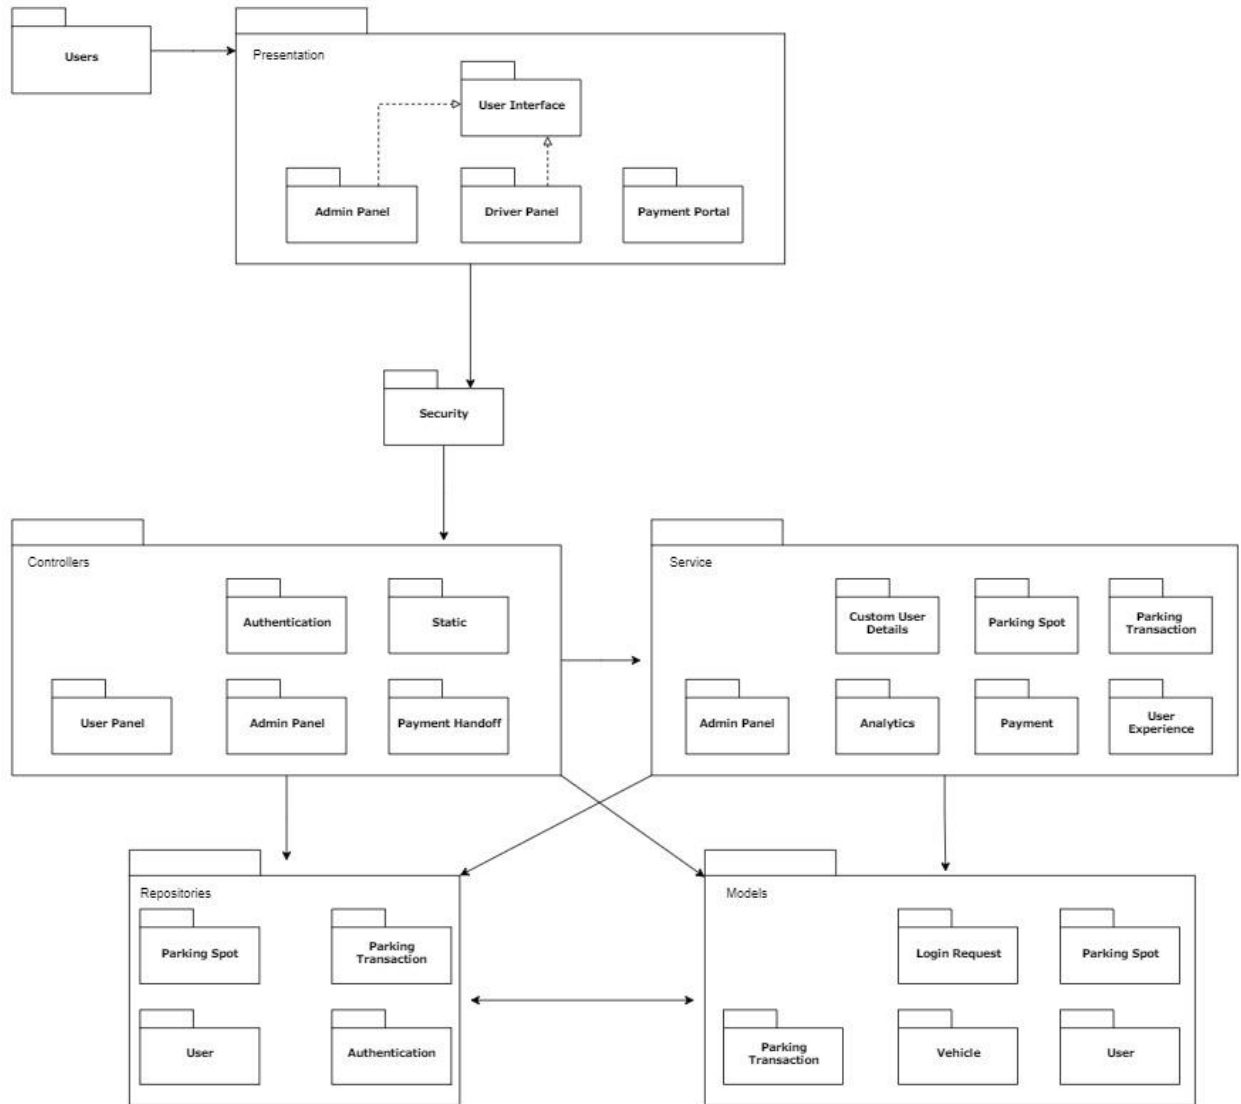 Users
Presentation
User Interface
Admin Panel
Driver Panel
Payment Portal
Security
Controllers
Authentication
Static
User Panel
Admin Panel
Payment Handoff
Service
Custom User
Details
Parking Spot
Parking
Transaction
Admin Panel
Analytics
Payment
User
Experience
Repositories
Parking Spot
Parking
Transaction
User
Authentication
Models
Login Request
Parking Spot
Parking
Transaction
Vehicle
User